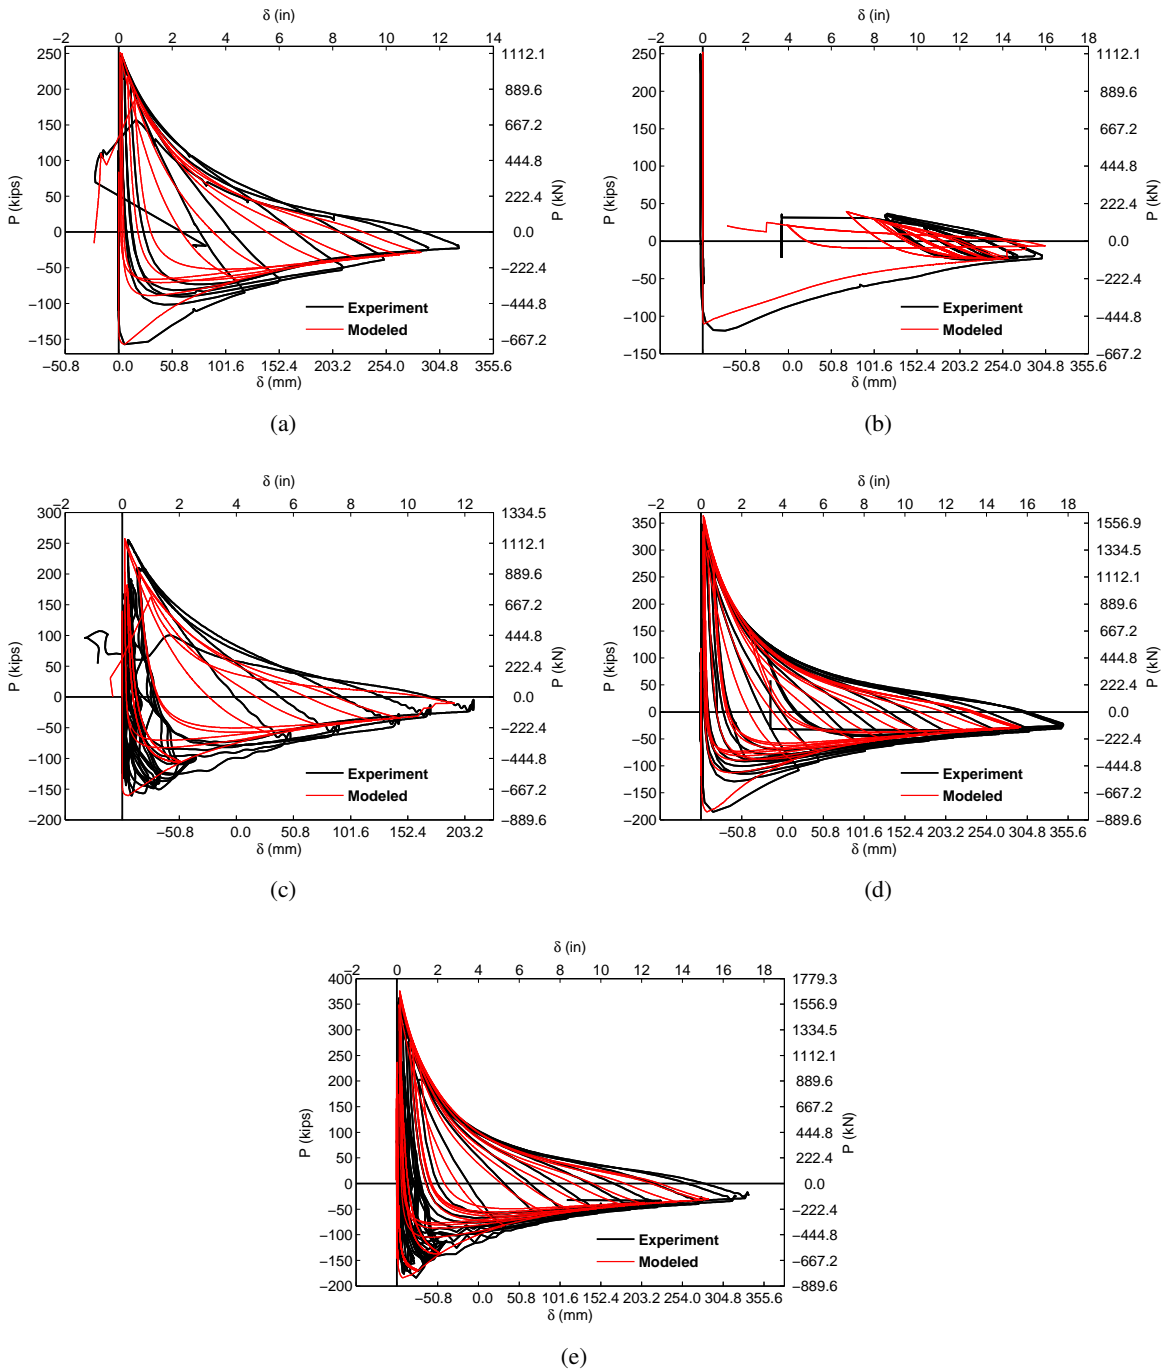 δ (in)
−2 0 2 4 6 8 10 12 14
250 1112.1
200 889.6
150 667.2
100 444.8
50 222.4
0 0.0
−50 −222.4
−100 −444.8
−150 −667.2
P (kips)
P (kN)
Experiment
Modeled
−50.8 0.0 50.8 101.6 152.4 203.2 254.0 304.8 355.6
δ (mm)
(a)
δ (in)
−2 0 2 4 6 8 10 12 14 16 18
250 1112.1
200 889.6
150 667.2
100 444.8
50 222.4
0 0.0
−50 −222.4
−100 −444.8
−150 −667.2
P (kips)
P (kN)
Experiment
Modeled
−50.8 0.0 50.8 101.6 152.4 203.2 254.0 304.8 355.6
δ (mm)
(b)
δ (in)
−2 0 2 4 6 8 10 12
300 1334.5
250 1112.1
200 889.6
150 667.2
100 444.8
50 222.4
0 0.0
−50 −222.4
−100 −444.8
−150 −667.2
−200 −889.6
P (kips)
P (kN)
Experiment
Modeled
−50.8 0.0 50.8 101.6 152.4 203.2
δ (mm)
(c)
δ (in)
−2 0 2 4 6 8 10 12 14 16 18
350 1556.9
300 1334.5
250 1112.1
200 889.6
150 667.2
100 444.8
50 222.4
0 0.0
−50 −222.4
−100 −444.8
−150 −667.2
−200 −889.6
P (kips)
P (kN)
Experiment
Modeled
−50.8 0.0 50.8 101.6 152.4 203.2 254.0 304.8 355.6
δ (mm)
(d)
δ (in)
−2 0 2 4 6 8 10 12 14 16 18
400 1779.3
350 1556.9
300 1334.5
250 1112.1
200 889.6
150 667.2
100 444.8
50 222.4
0 0.0
−50 −222.4
−100 −444.8
−150 −667.2
−200 −889.6
P (kips)
P (kN)
Experiment
Modeled
−50.8 0.0 50.8 101.6 152.4 203.2 254.0 304.8 355.6
δ (mm)
(e)